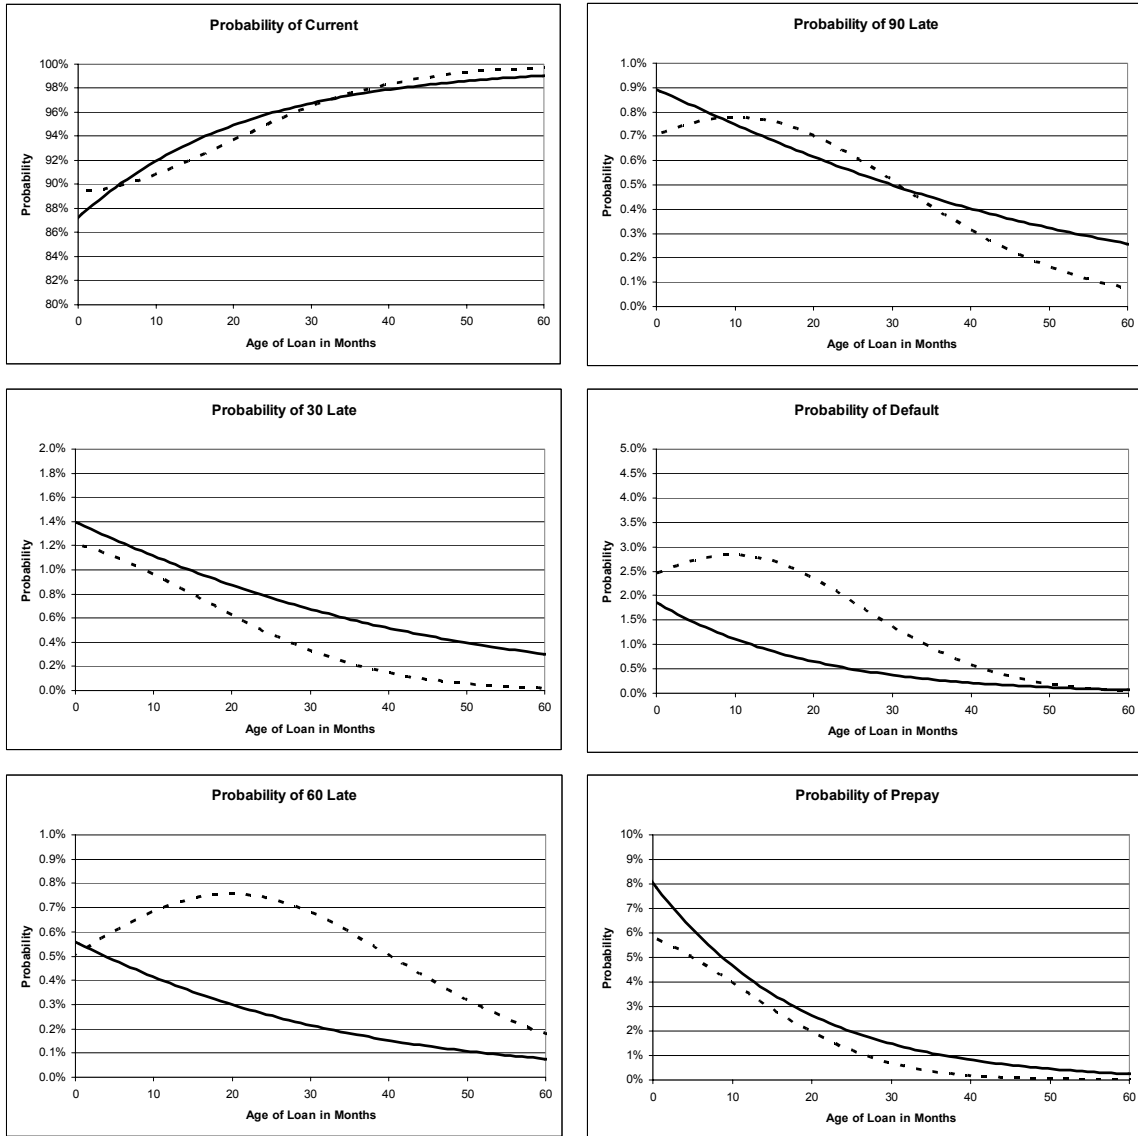 Probability of Current
100%
98%
96%
94%
92%
90%
88%
86%
84%
82%
80%
Probability
0 10 20 30 40 50 60
Age of Loan in Months
Probability of 90 Late
1.0%
0.9%
0.8%
0.7%
0.6%
0.5%
0.4%
0.3%
0.2%
0.1%
0.0%
Probability
0 10 20 30 40 50 60
Age of Loan in Months
Probability of 30 Late
2.0%
1.8%
1.6%
1.4%
1.2%
1.0%
0.8%
0.6%
0.4%
0.2%
0.0%
Probability
0 10 20 30 40 50 60
Age of Loan in Months
Probability of Default
5.0%
4.5%
4.0%
3.5%
3.0%
2.5%
2.0%
1.5%
1.0%
0.5%
0.0%
Probability
0 10 20 30 40 50 60
Age of Loan in Months
Probability of 60 Late
1.0%
0.9%
0.8%
0.7%
0.6%
0.5%
0.4%
0.3%
0.2%
0.1%
0.0%
Probability
0 10 20 30 40 50 60
Age of Loan in Months
Probability of Prepay
10%
9%
8%
7%
6%
5%
4%
3%
2%
1%
0%
Probability
0 10 20 30 40 50 60
Age of Loan in Months